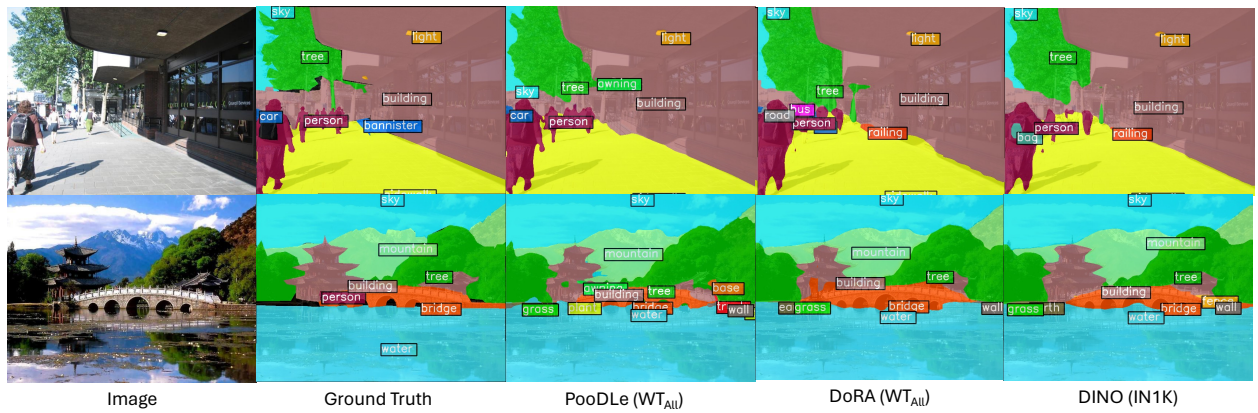 sky
light
tree
building
car
person
bannister
light
awning
tree
sky
building
car
person
sky
light
tree
building
bus
road
person
railing
sky
light
tree
building
person
railing
bag
sky
mountain
tree
building
person
bridge
water
sky
mountain
awning
tree
base
building
grass
plant
bridge
wall
water
sky
mountain
tree
building
grass
bridge
wall
water
sky
mountain
tree
building
fence
grass
bridge
wall
water
Image
Ground Truth
PooDLe (WTAll)
DoRA (WTAll)
DINO (IN1K)